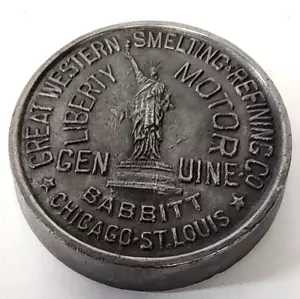 GREAT WESTERN SMELTING & REFINING CO
LIBERTY MOTOR
GENUINE
BABBITT
★ CHICAGO-ST. LOUIS ★